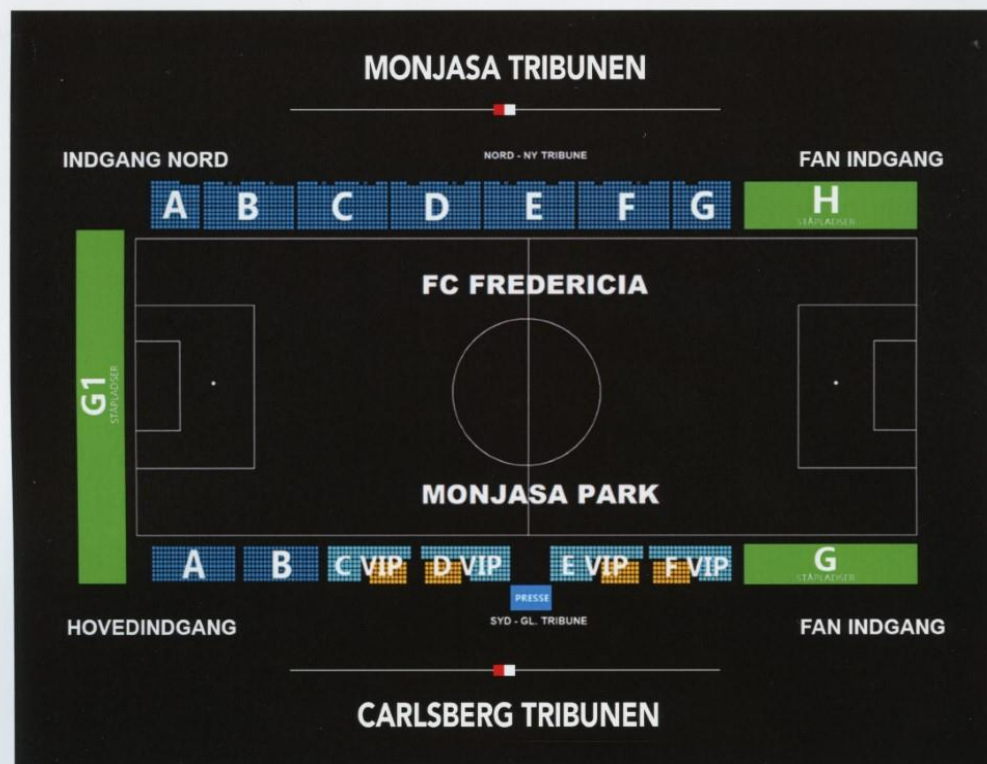 MONJASA TRIBUNEN
INDGANG NORD
NORD - NY TRIBUNE
FAN INDGANG
A B C D E F G H
STÅPLADSER
G1
STÅPLADSER
FC FREDERICIA
MONJASA PARK
A B C VIP D VIP E VIP F VIP G
STÅPLADSER
PRESSE
HOVEDINDGANG
SYD - GL. TRIBUNE
FAN INDGANG
CARLSBERG TRIBUNEN